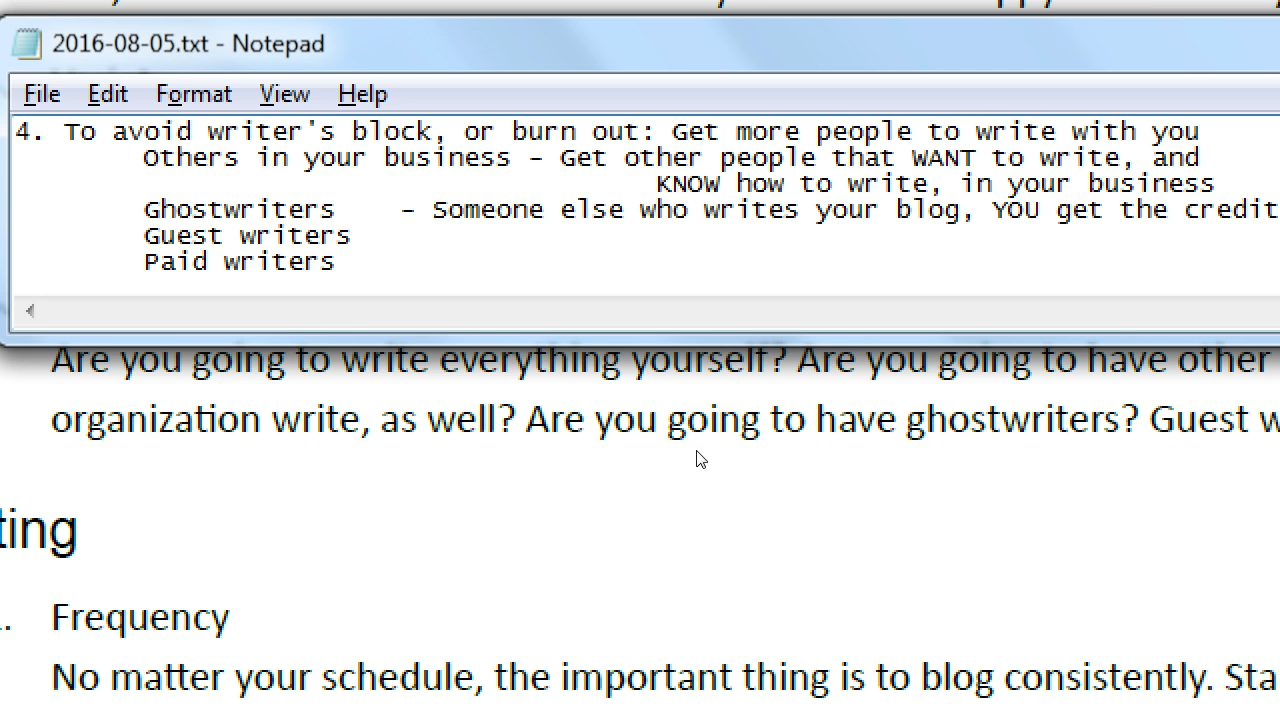 2016-08-05.txt - Notepad
File Edit Format View Help
4. To avoid writer's block, or burn out: Get more people to write with you
Others in your business - Get other people that WANT to write, and
KNOW how to write, in your business
Ghostwriters - Someone else who writes your blog, YOU get the credit
Guest writers
Paid writers
Are you going to write everything yourself? Are you going to have other
organization write, as well? Are you going to have ghostwriters? Guest
ting
Frequency
No matter your schedule, the important thing is to blog consistently. Sta